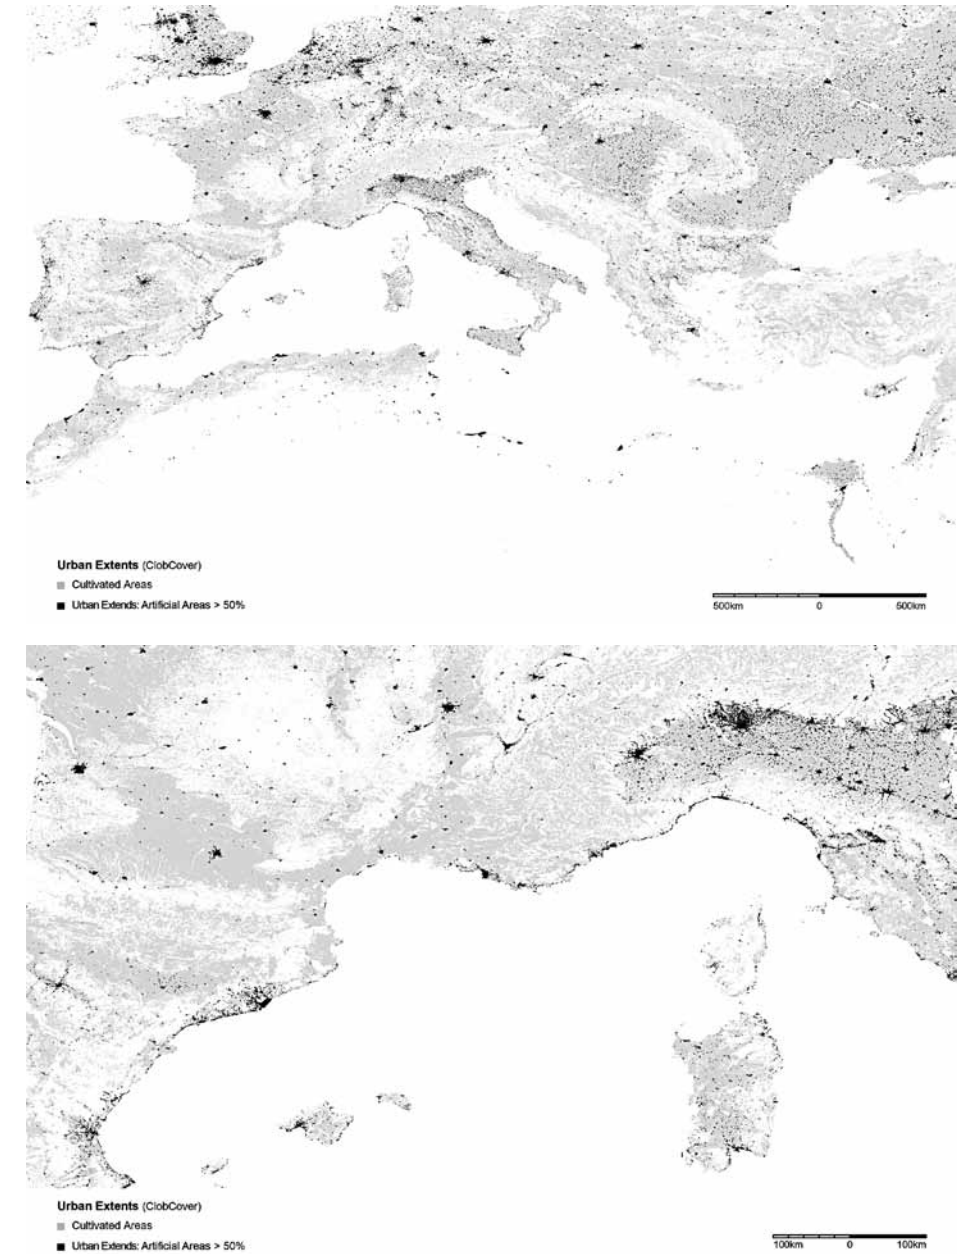 Urban Extents (ClobCover)
Cultivated Areas
Urban Extends: Artificial Areas > 50%
500km 0 500km
Urban Extents (ClobCover)
Cultivated Areas
Urban Extends: Artificial Areas > 50%
100km 0 100km